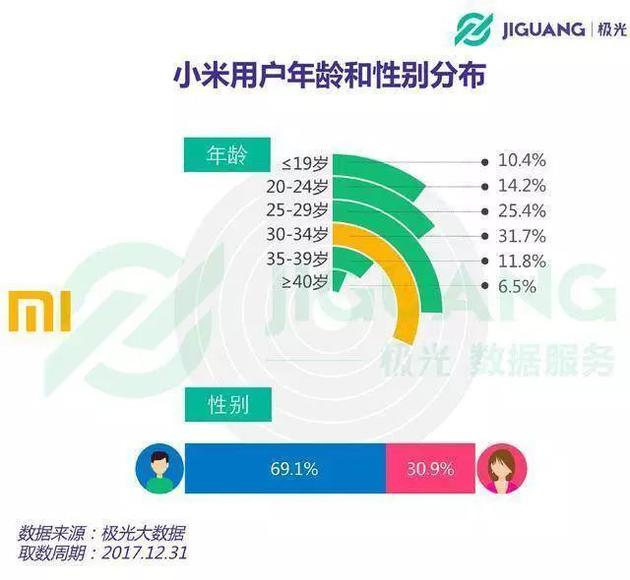 JIGUANG | 极光
小米用户年龄和性别分布
年龄
≤19岁 10.4%
20-24岁 14.2%
25-29岁 25.4%
30-34岁 31.7%
35-39岁 11.8%
≥40岁 6.5%
MI
JIGUANG
极光 数据服务
性别
69.1% 30.9%
数据来源：极光大数据
取数周期：2017.12.31